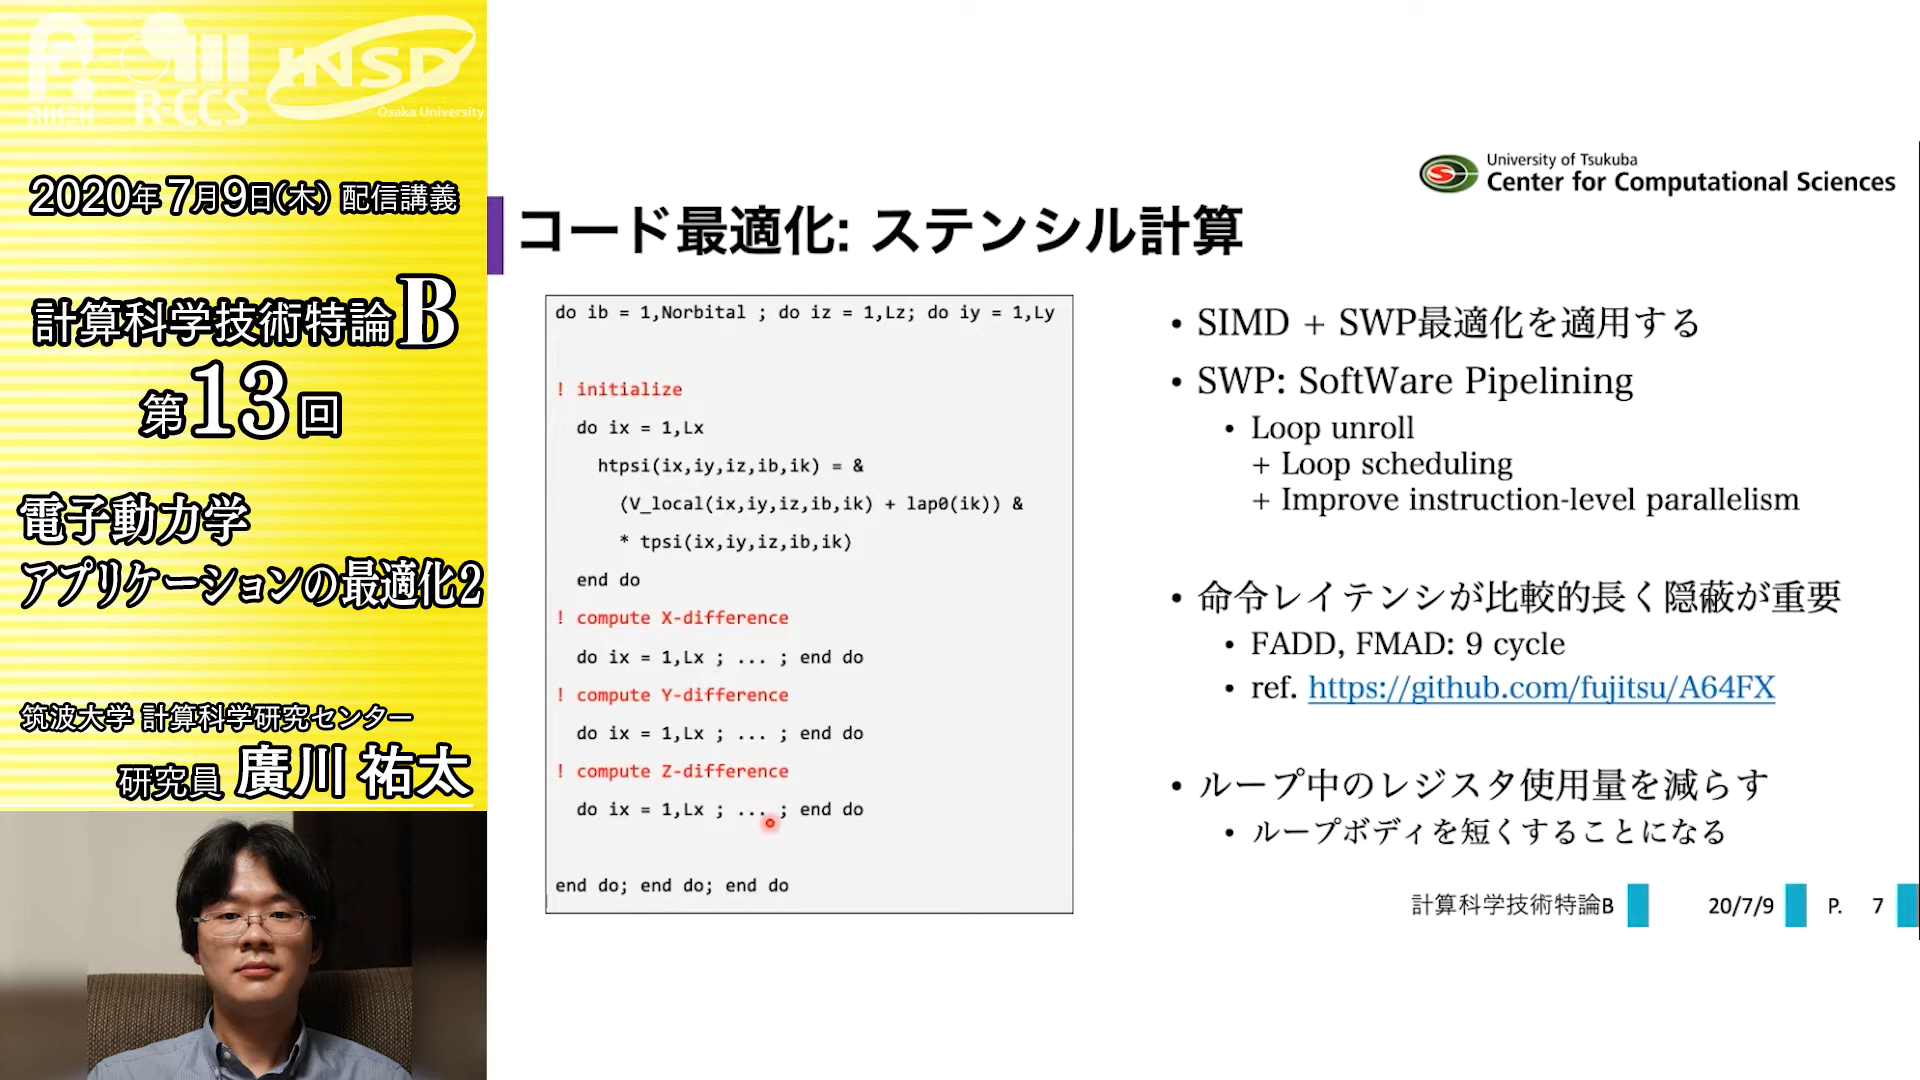 RIKEN
R-CCS
INSD
Osaka University
2020年 7月9日(木) 配信講義
計算科学技術特論B
第13回
電子動力学
アプリケーションの最適化2
筑波大学 計算科学研究センター
研究員 廣川 祐太
University of Tsukuba
Center for Computational Sciences
コード最適化: ステンシル計算
do ib = 1,Norbital ; do iz = 1,Lz; do iy = 1,Ly
! initialize
do ix = 1,Lx
htpsi(ix,iy,iz,ib,ik) = &
(V_local(ix,iy,iz,ib,ik) + lap0(ik)) &
* tpsi(ix,iy,iz,ib,ik)
end do
! compute X-difference
do ix = 1,Lx ; ... ; end do
! compute Y-difference
do ix = 1,Lx ; ... ; end do
! compute Z-difference
do ix = 1,Lx ; ... ; end do
end do; end do; end do
• SIMD + SWP最適化を適用する
• SWP: SoftWare Pipelining
• Loop unroll
+ Loop scheduling
+ Improve instruction-level parallelism
• 命令レイテンシが比較的長く隠蔽が重要
• FADD, FMAD: 9 cycle
• ref. https://github.com/fujitsu/A64FX
• ループ中のレジスタ使用量を減らす
• ループボディを短くすることになる
計算科学技術特論B 20/7/9 P. 7